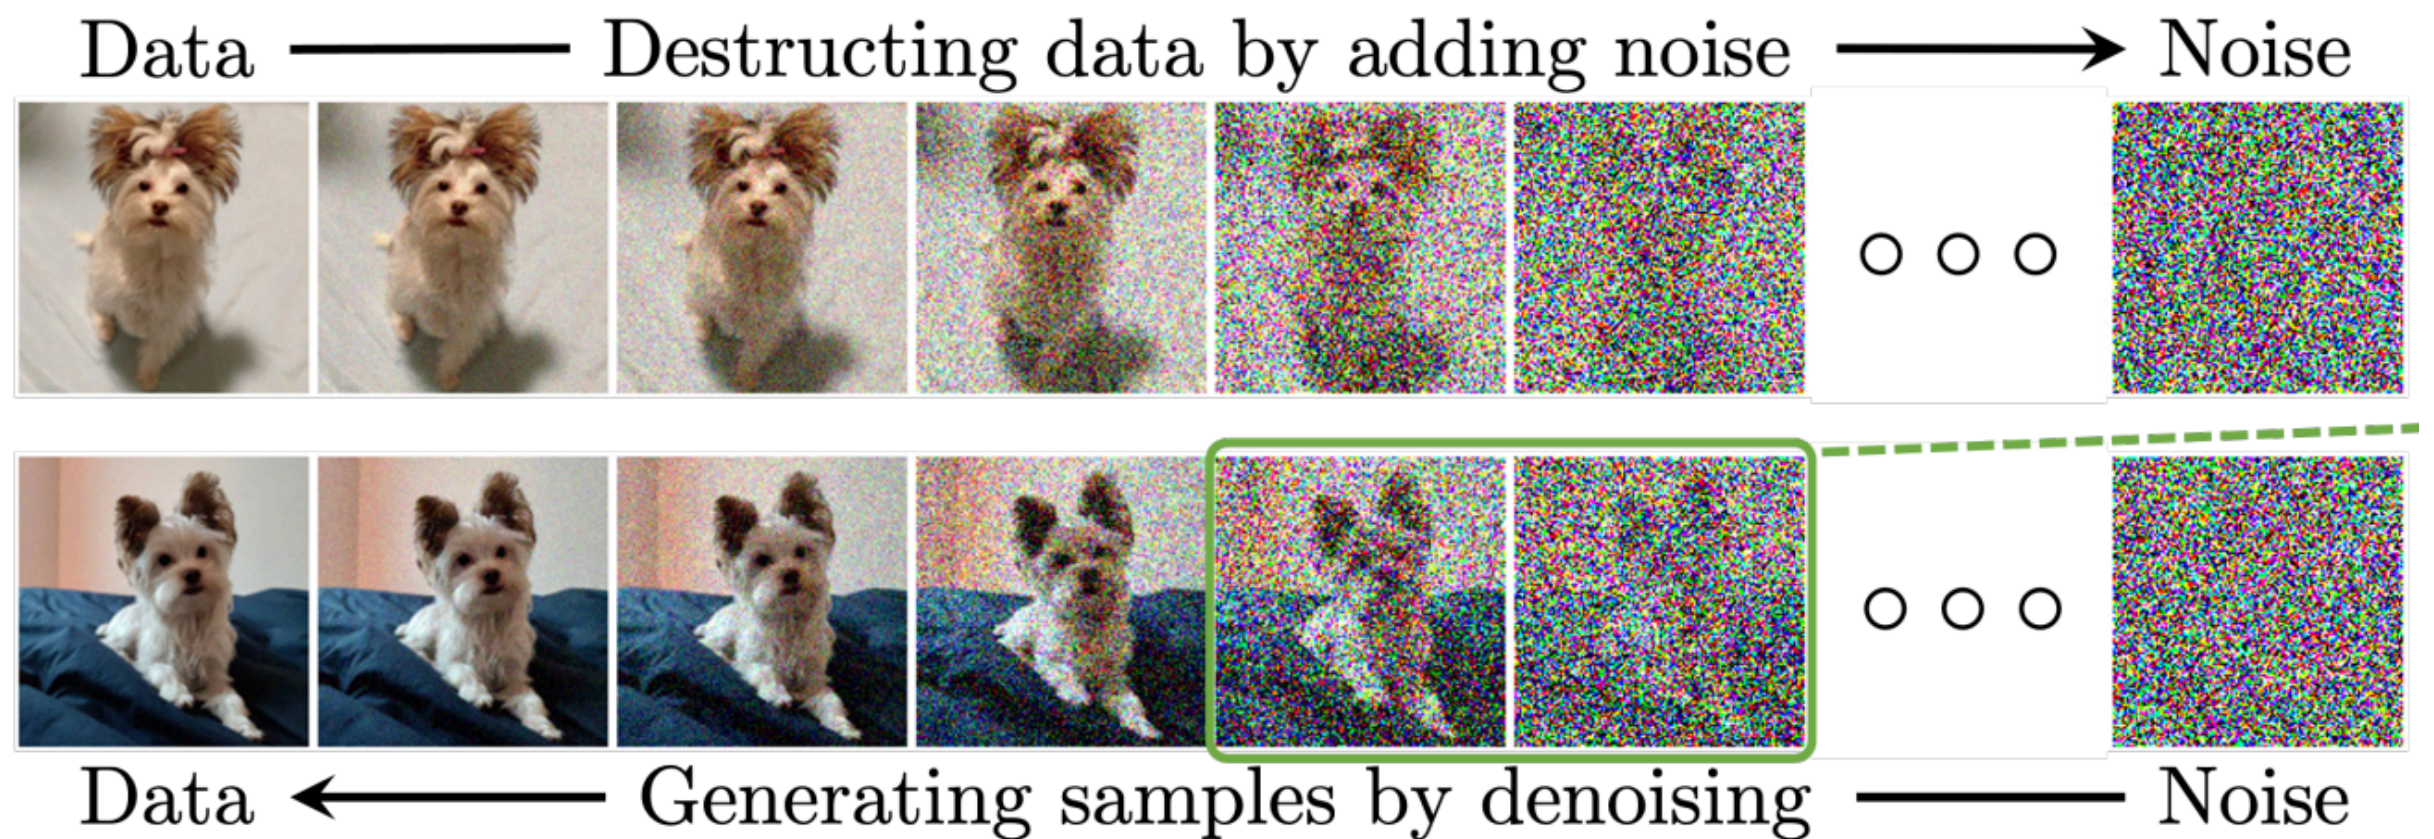 Data Destructing data by adding noise Noise
Data Generating samples by denoising Noise